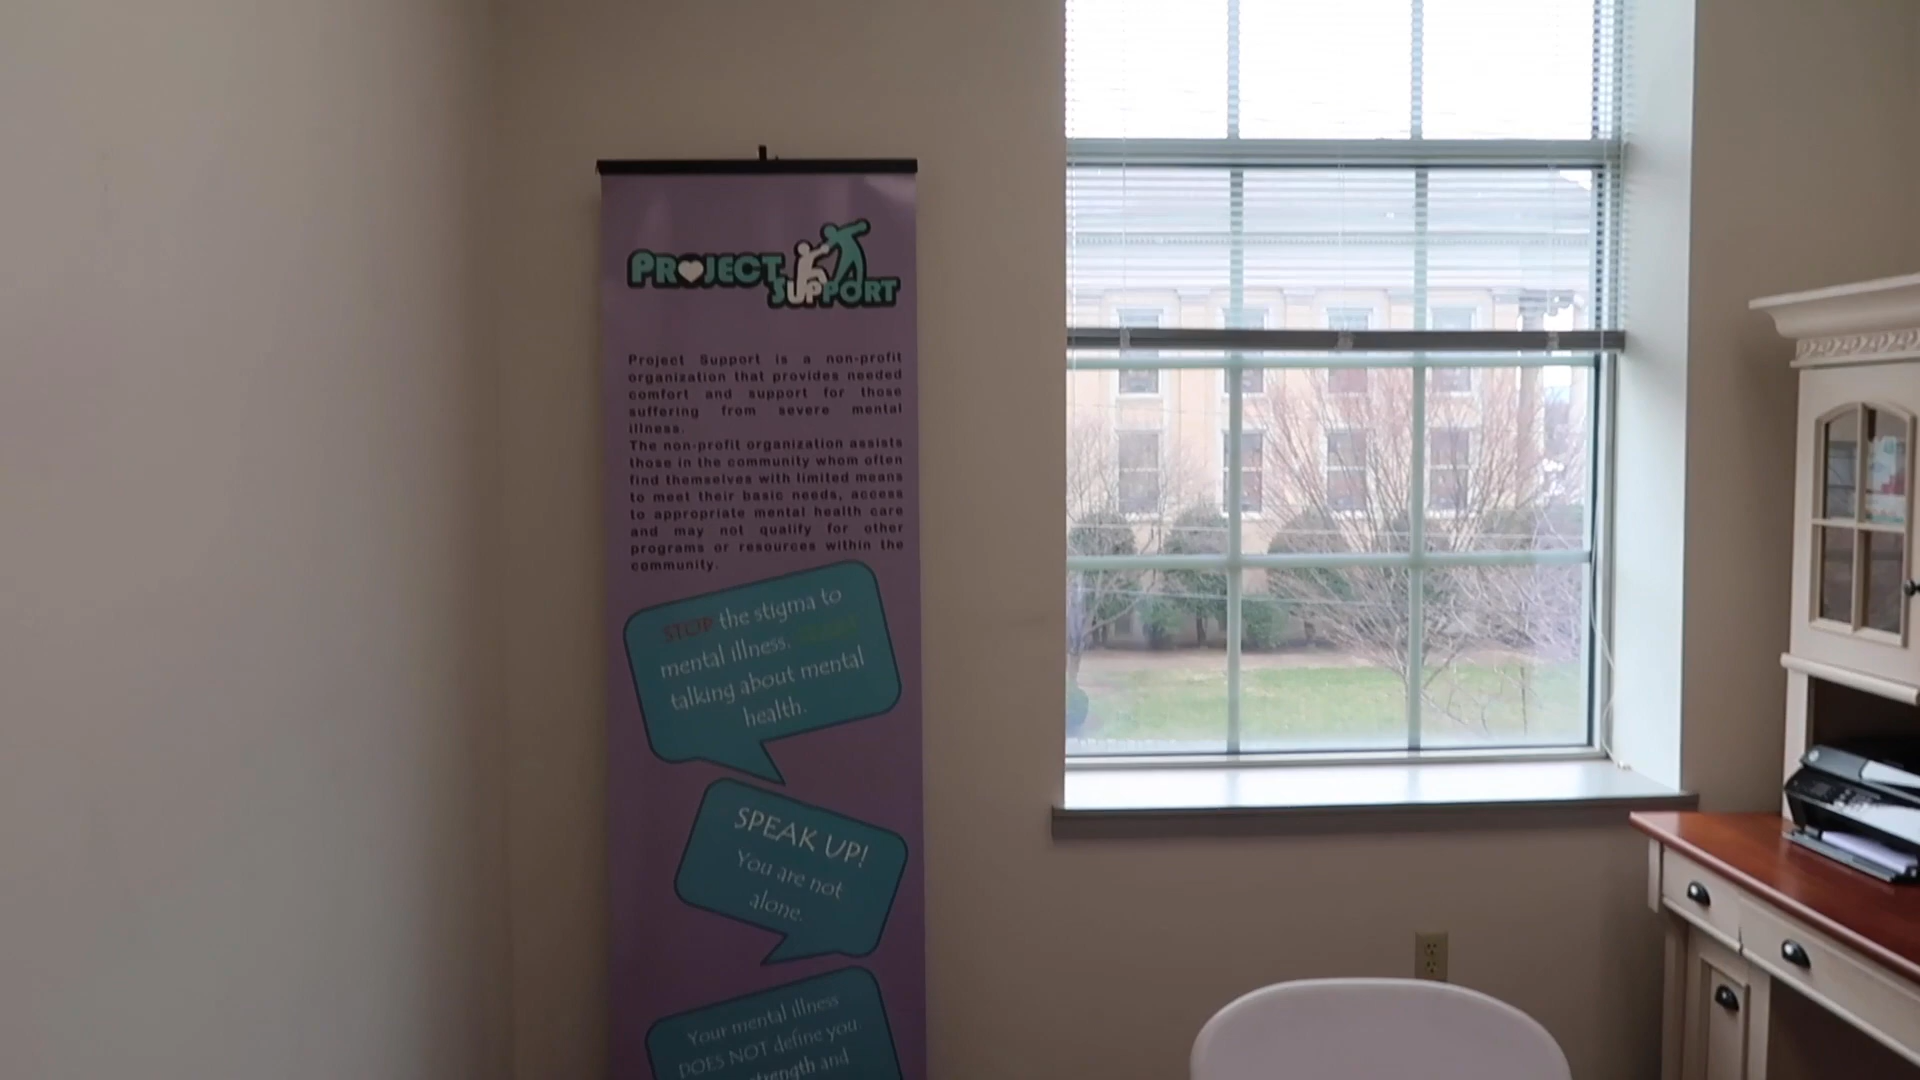 PROJECT
SUPPORT
Project Support is a non-profit
organization that provides needed
comfort and support for those
suffering from severe mental
illness.
The non-profit organization assists
those in the community whom often
find themselves with limited means
to meet their basic needs, access
to appropriate mental health care
and may not qualify for other
programs or resources within the
community.
STOP the stigma to
mental illness.
talking about mental
health.
SPEAK UP!
You are not
alone.
Your mental illness
DOES NOT define you.
strength and